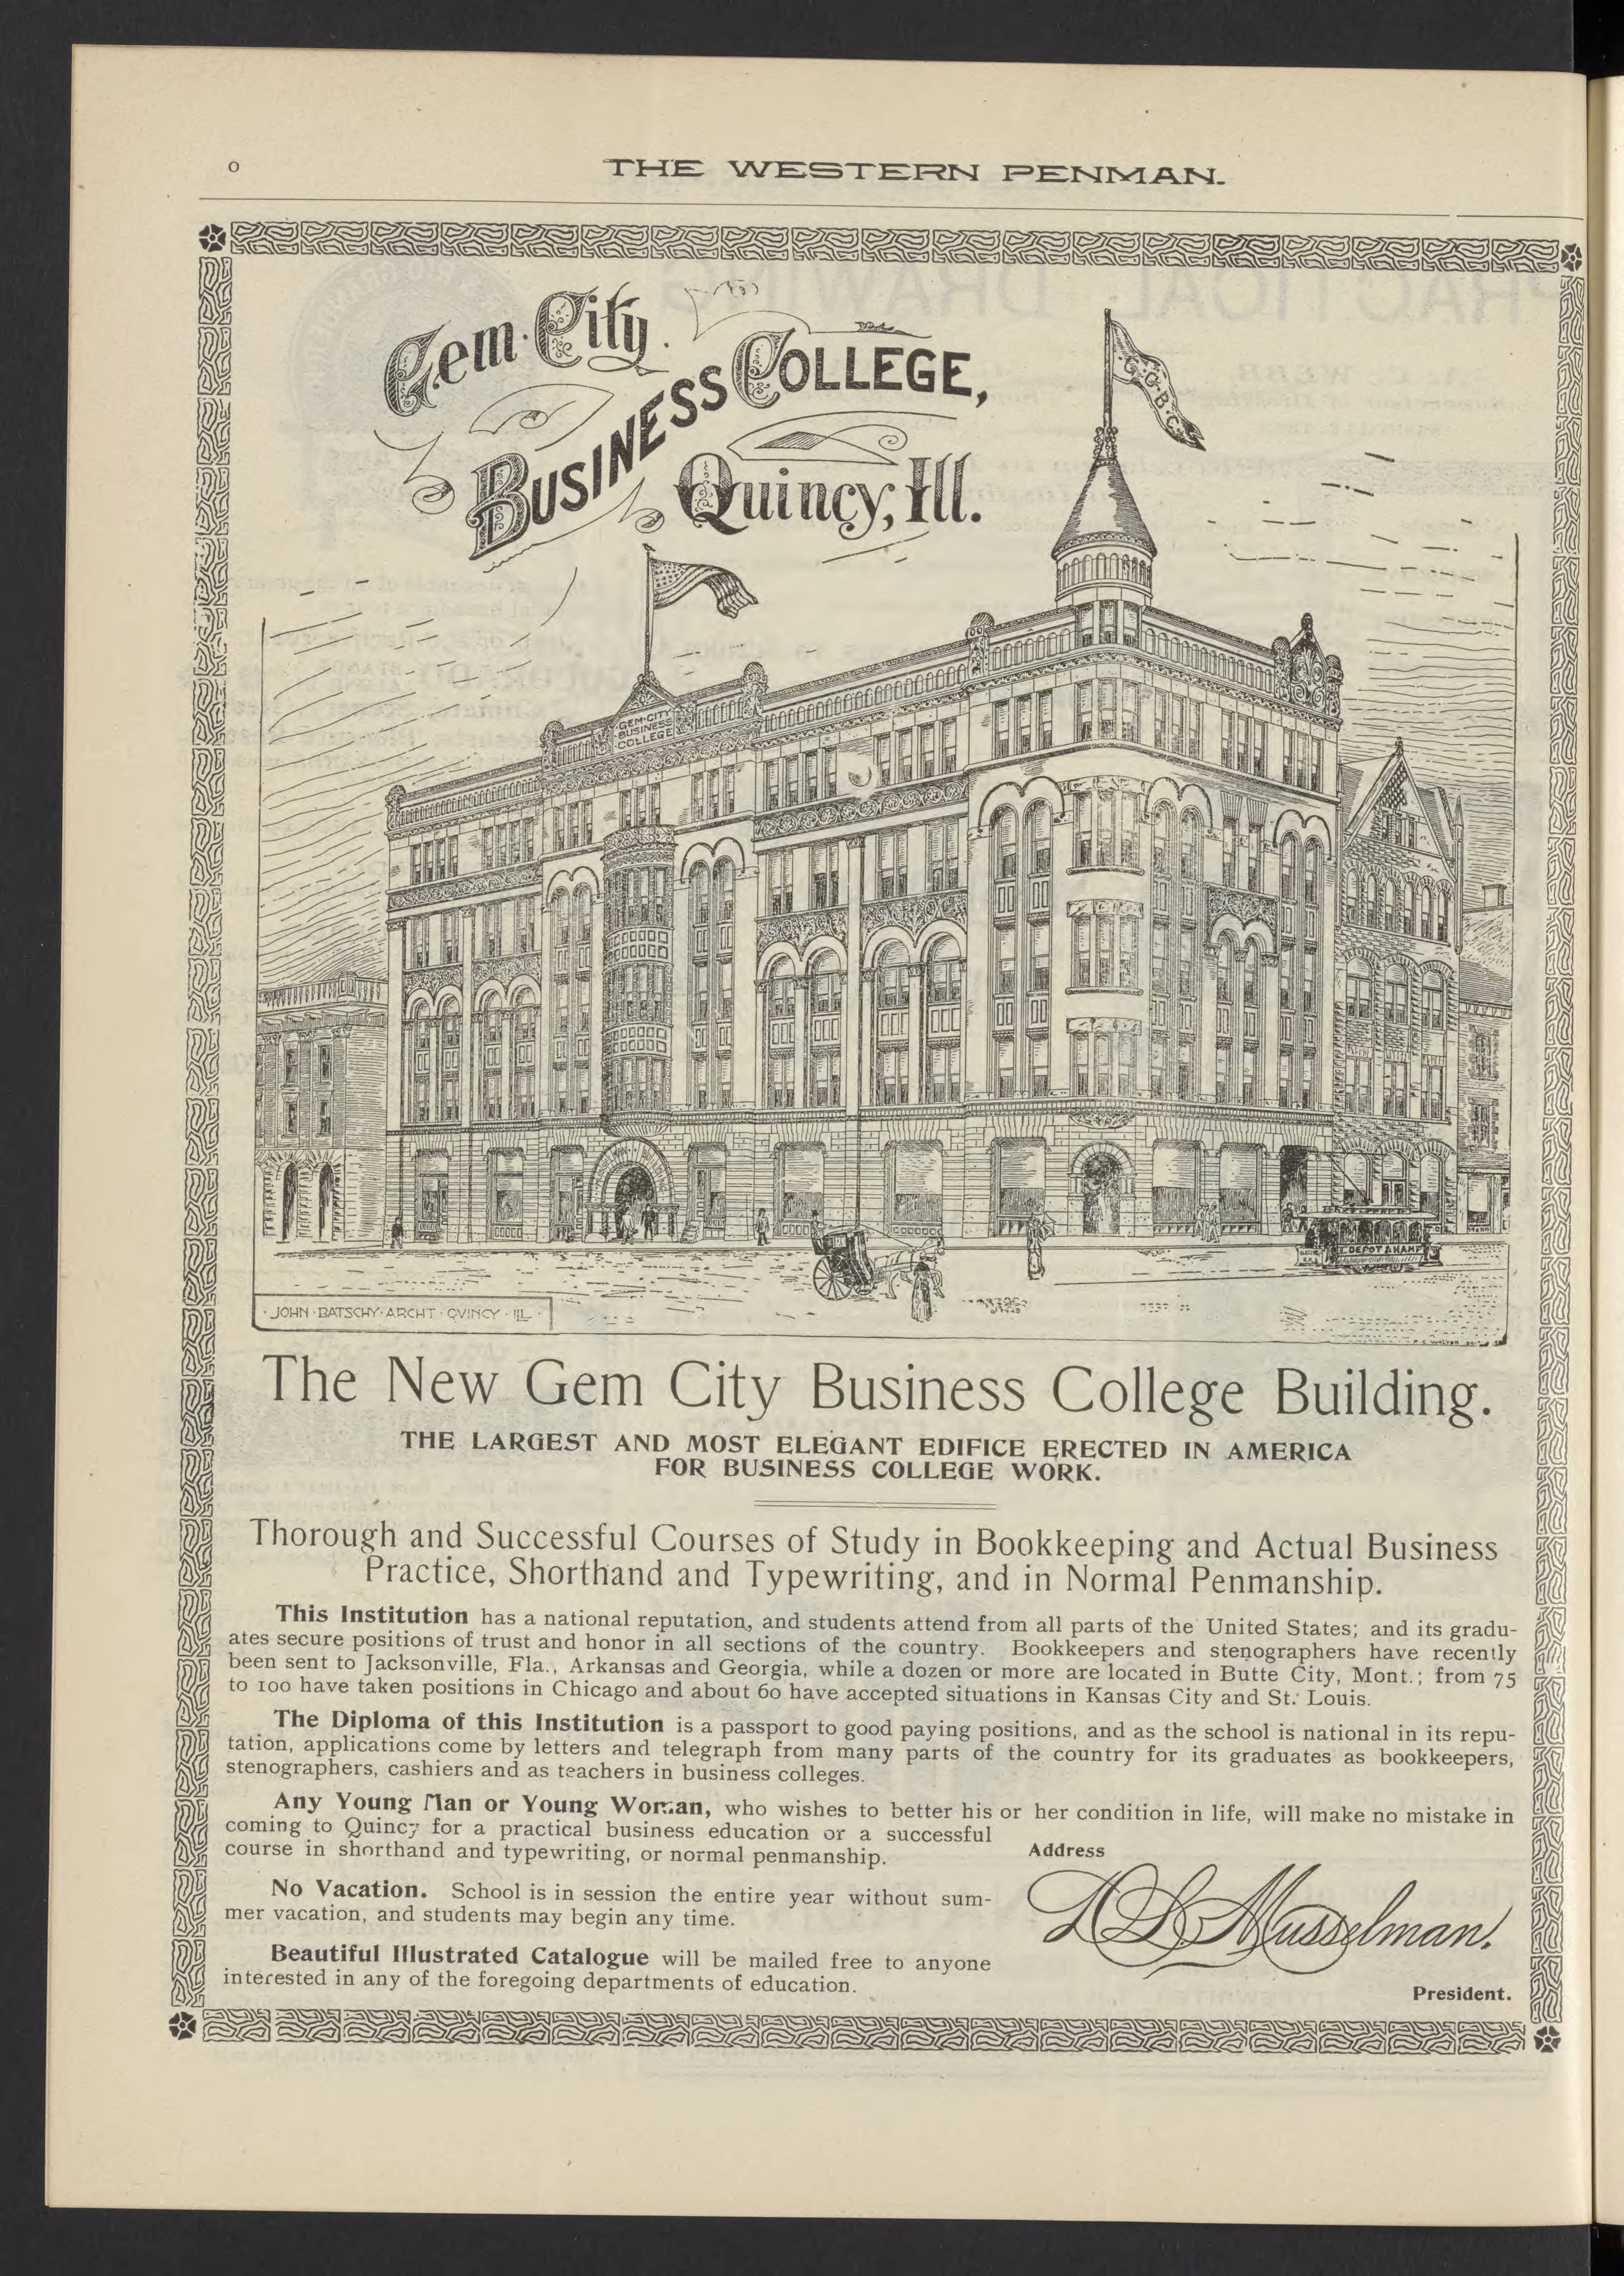 o
THE WESTERN PENMAN.
Gem City
BUSINESS COLLEGE,
Quincy, Ill.
G.C.B.C.
GEM·CITY
BUSINESS
COLLEGE
DEPOT & HAMP
·JOHN·BATSCHY·ARCHT·QVINCY·ILL·
The New Gem City Business College Building.
THE LARGEST AND MOST ELEGANT EDIFICE ERECTED IN AMERICA
FOR BUSINESS COLLEGE WORK.
Thorough and Successful Courses of Study in Bookkeeping and Actual Business
Practice, Shorthand and Typewriting, and in Normal Penmanship.
This Institution has a national reputation, and students attend from all parts of the United States; and its gradu-
ates secure positions of trust and honor in all sections of the country. Bookkeepers and stenographers have recently
been sent to Jacksonville, Fla., Arkansas and Georgia, while a dozen or more are located in Butte City, Mont.; from 75
to 100 have taken positions in Chicago and about 60 have accepted situations in Kansas City and St. Louis.
The Diploma of this Institution is a passport to good paying positions, and as the school is national in its repu-
tation, applications come by letters and telegraph from many parts of the country for its graduates as bookkeepers,
stenographers, cashiers and as teachers in business colleges.
Any Young Man or Young Woman, who wishes to better his or her condition in life, will make no mistake in
coming to Quincy for a practical business education or a successful
course in shorthand and typewriting, or normal penmanship.
No Vacation. School is in session the entire year without sum-
mer vacation, and students may begin any time.
Beautiful Illustrated Catalogue will be mailed free to anyone
interested in any of the foregoing departments of education.
Address
D L Musselman.
President.